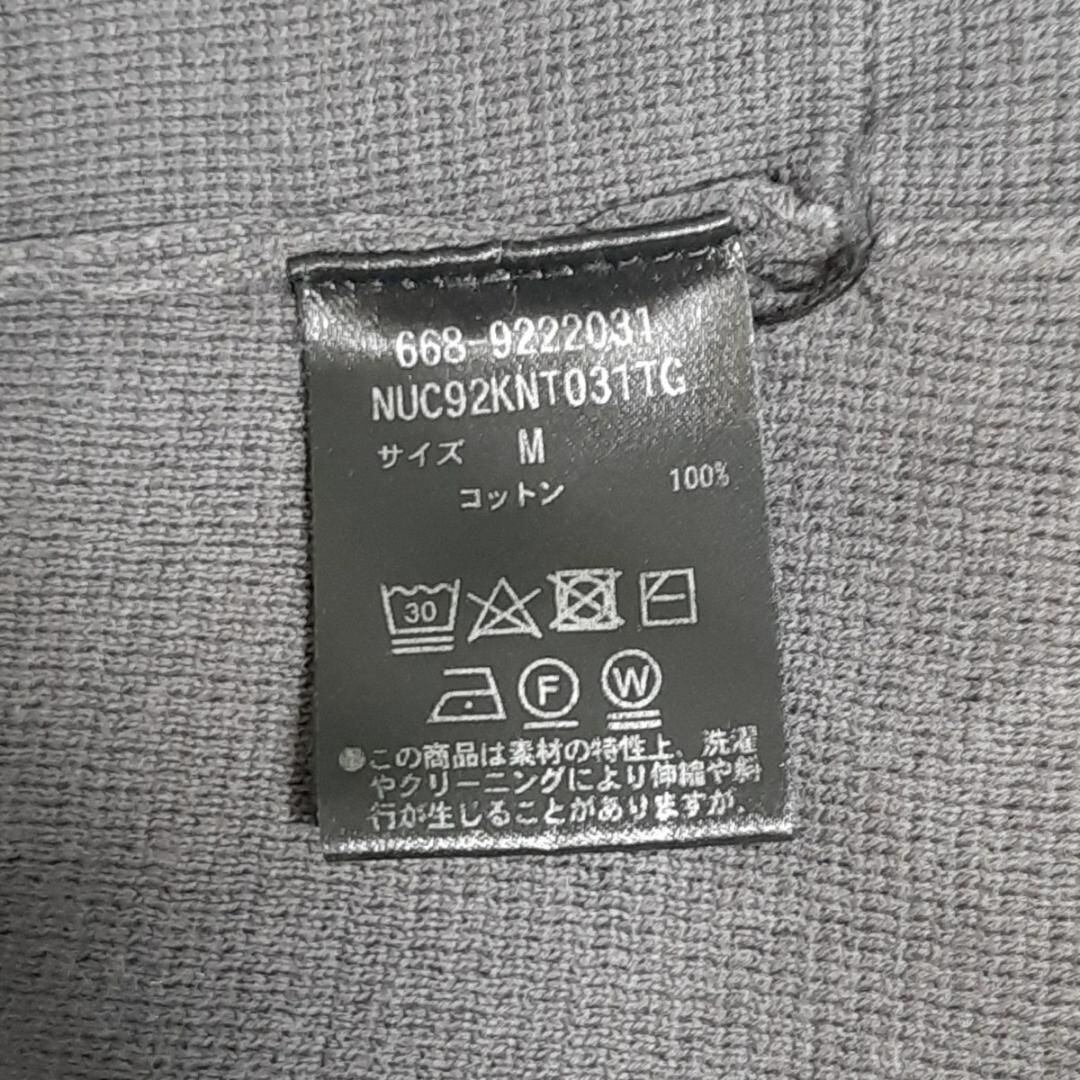 668-9222031
NUC92KNT031TG
サイズ M
コットン 100%
30
F W
●この商品は素材の特性上、洗濯
やクリーニングにより伸縮や斜
行が生じることがありますが、